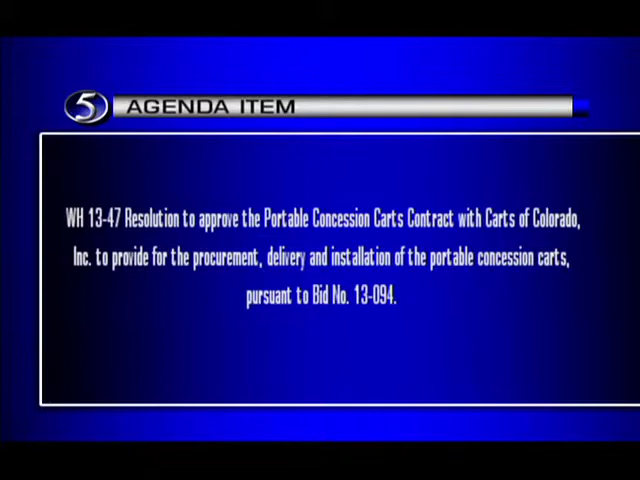 5 AGENDA ITEM
WH 13-47 Resolution to approve the Portable Concession Carts Contract with Carts of Colorado,
Inc. to provide for the procurement, delivery and installation of the portable concession carts,
pursuant to Bid No. 13-094.